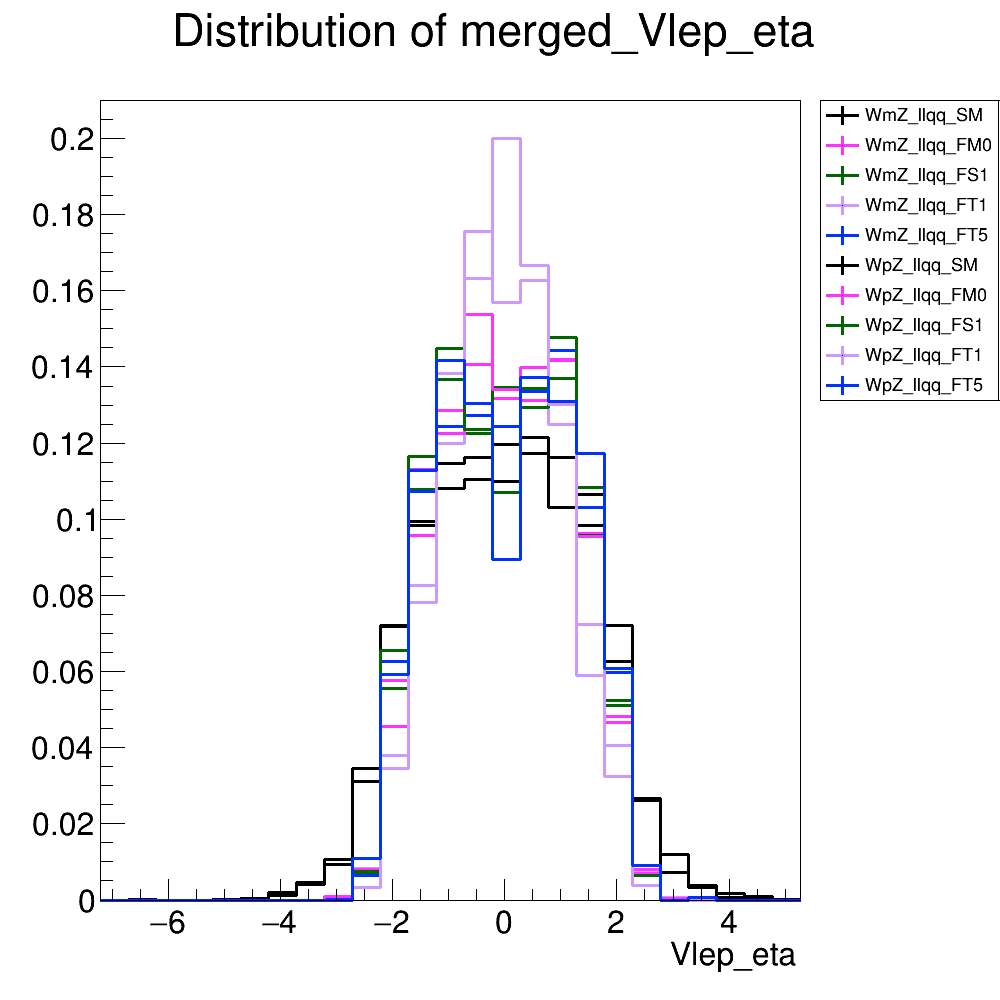 Distribution of merged_Vlep_eta
WmZ_llqq_SM
WmZ_llqq_FM0
WmZ_llqq_FS1
WmZ_llqq_FT1
WmZ_llqq_FT5
WpZ_llqq_SM
WpZ_llqq_FM0
WpZ_llqq_FS1
WpZ_llqq_FT1
WpZ_llqq_FT5
0.2
0.18
0.16
0.14
0.12
0.1
0.08
0.06
0.04
0.02
0
−6 −4 −2 0 2 4
Vlep_eta